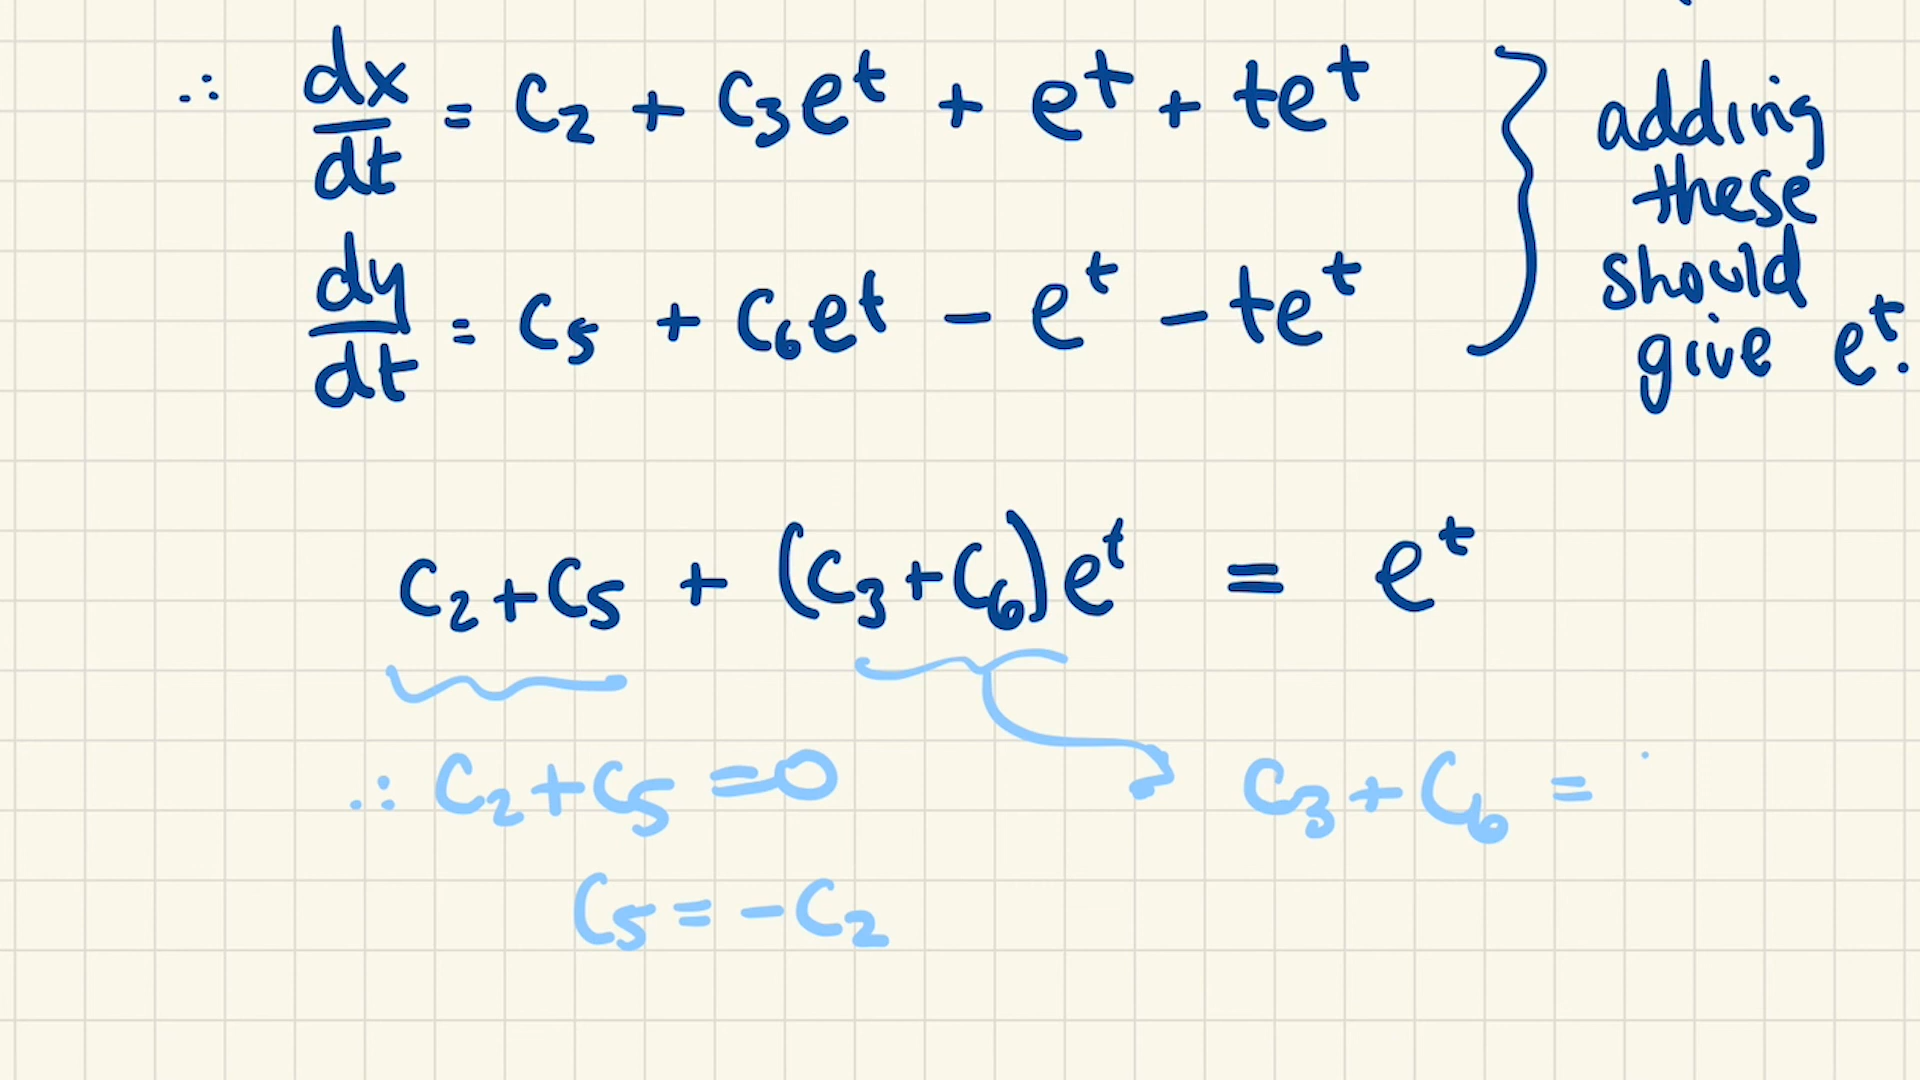 ∴ dx/dt = c₂ + c₃eᵗ + eᵗ + teᵗ
dy/dt = c₅ + c₆eᵗ − eᵗ − teᵗ
adding
these
should
give eᵗ.
c₂+c₅ + (c₃+c₆)eᵗ = eᵗ
∴ c₂+c₅ =0
c₃+c₆ =
c₅ = −c₂